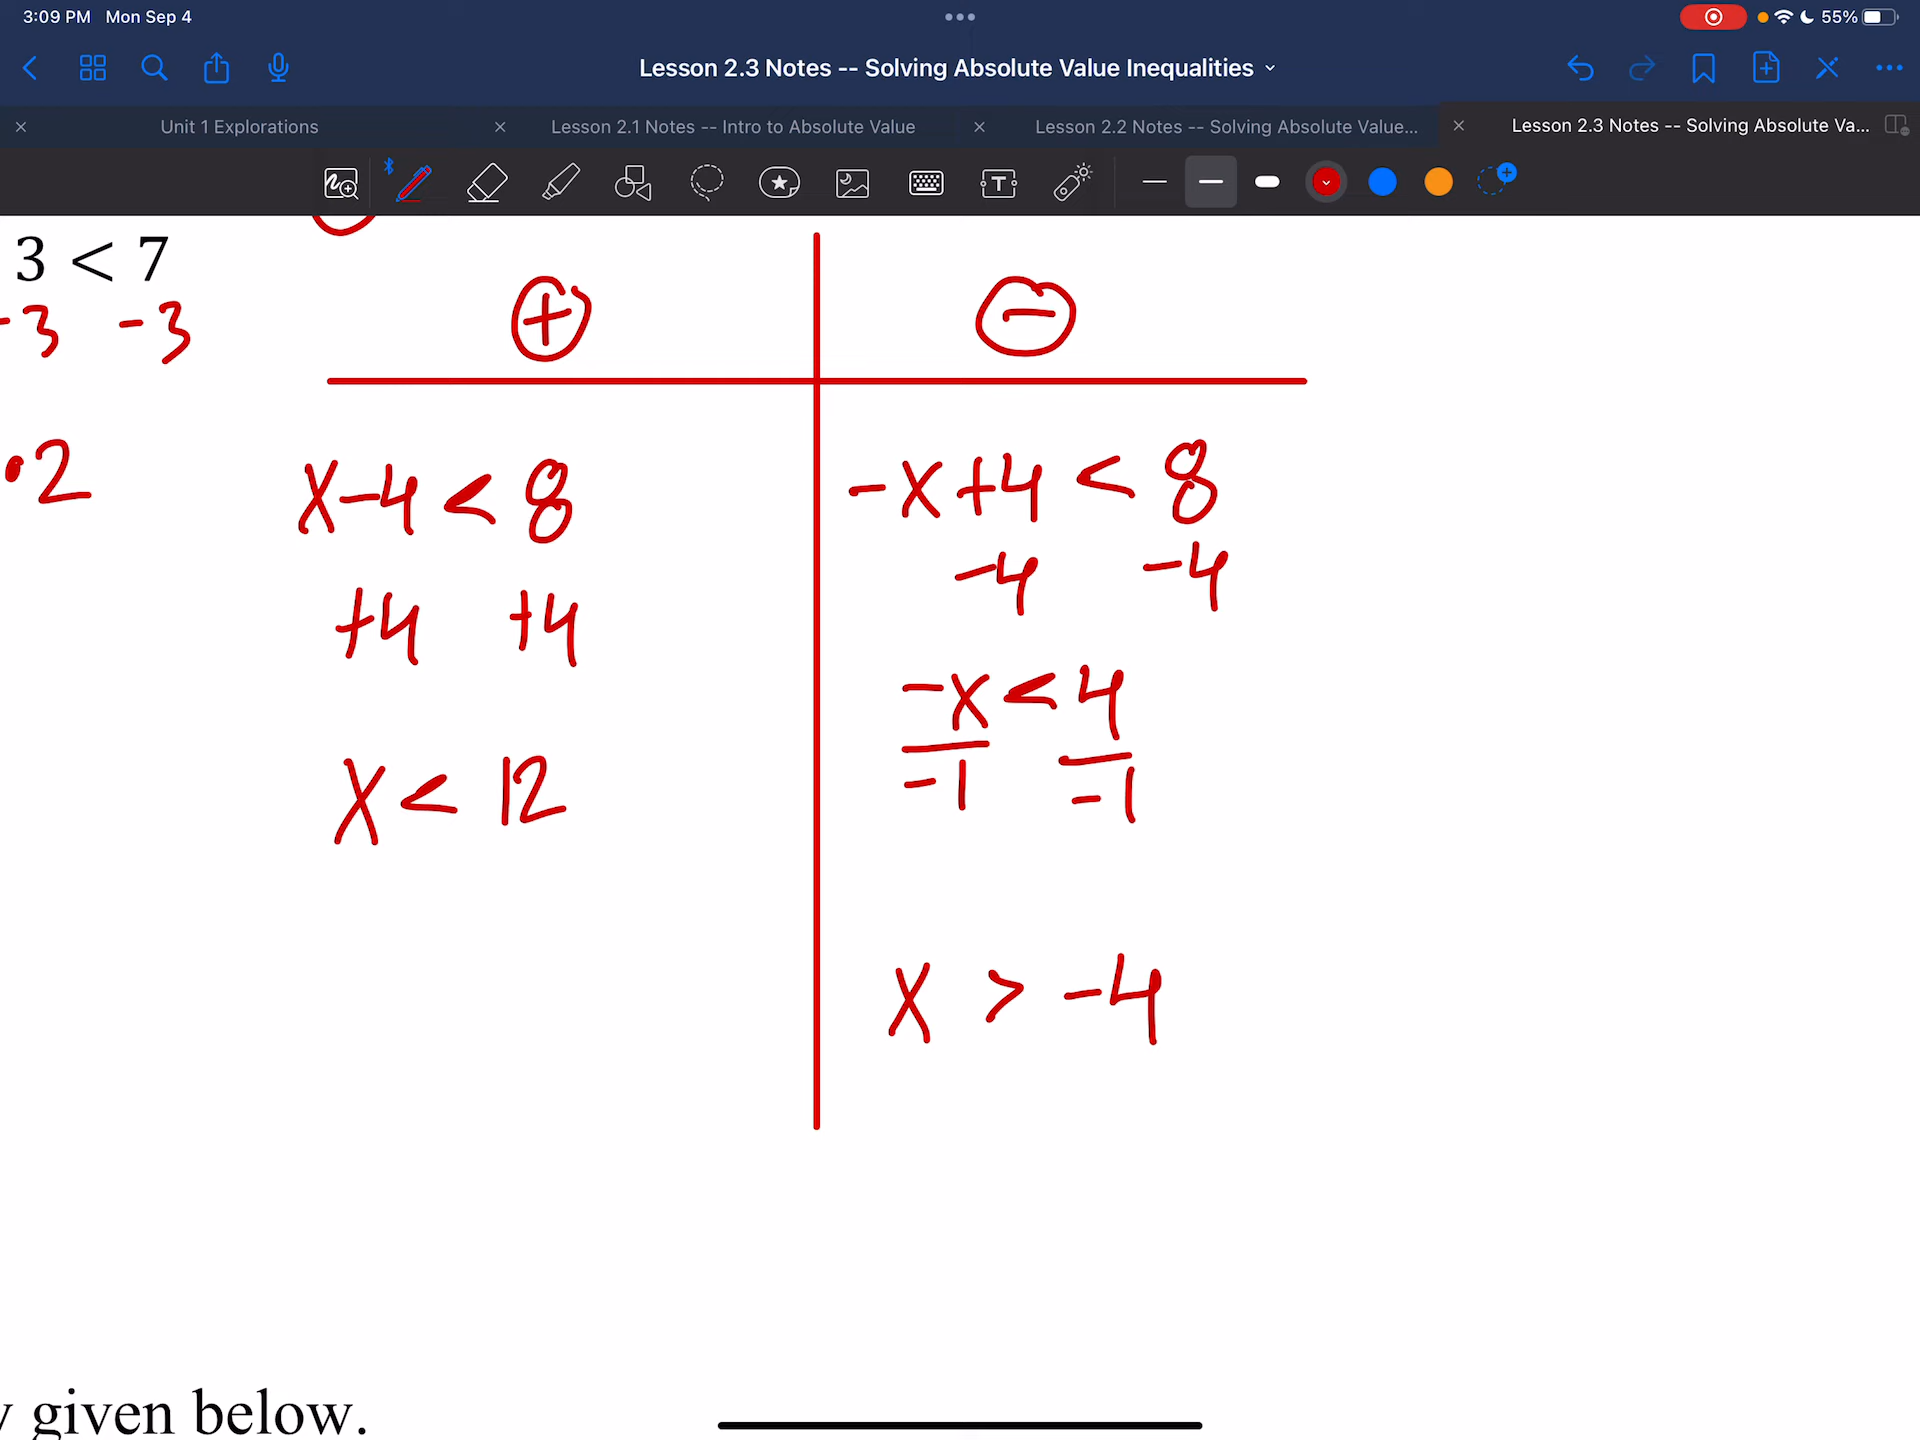 3:09 PM Mon Sep 4
55%
Lesson 2.3 Notes -- Solving Absolute Value Inequalities
Unit 1 Explorations
Lesson 2.1 Notes -- Intro to Absolute Value
Lesson 2.2 Notes -- Solving Absolute Value...
Lesson 2.3 Notes -- Solving Absolute Va...
3 < 7
-3 -3
+
−
•2
x-4 < 8
+4 +4
x < 12
-x+4 < 8
-4 -4
-x < 4
-1 -1
x > -4
given below.